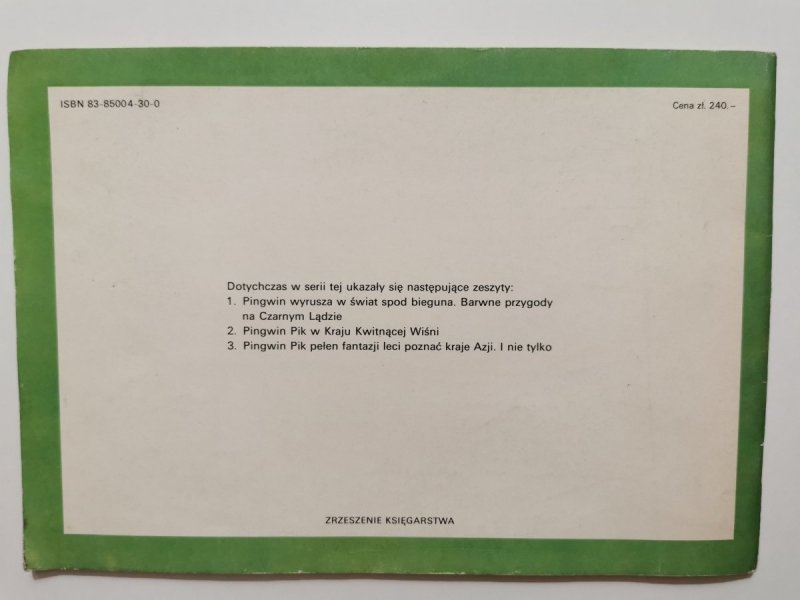 ISBN 83-85004-30-0
Cena zł. 240.–
Dotychczas w serii tej ukazały się następujące zeszyty:
1. Pingwin wyrusza w świat spod bieguna. Barwne przygody
na Czarnym Lądzie
2. Pingwin Pik w Kraju Kwitnącej Wiśni
3. Pingwin Pik pełen fantazji leci poznać kraje Azji. I nie tylko
ZRZESZENIE KSIĘGARSTWA